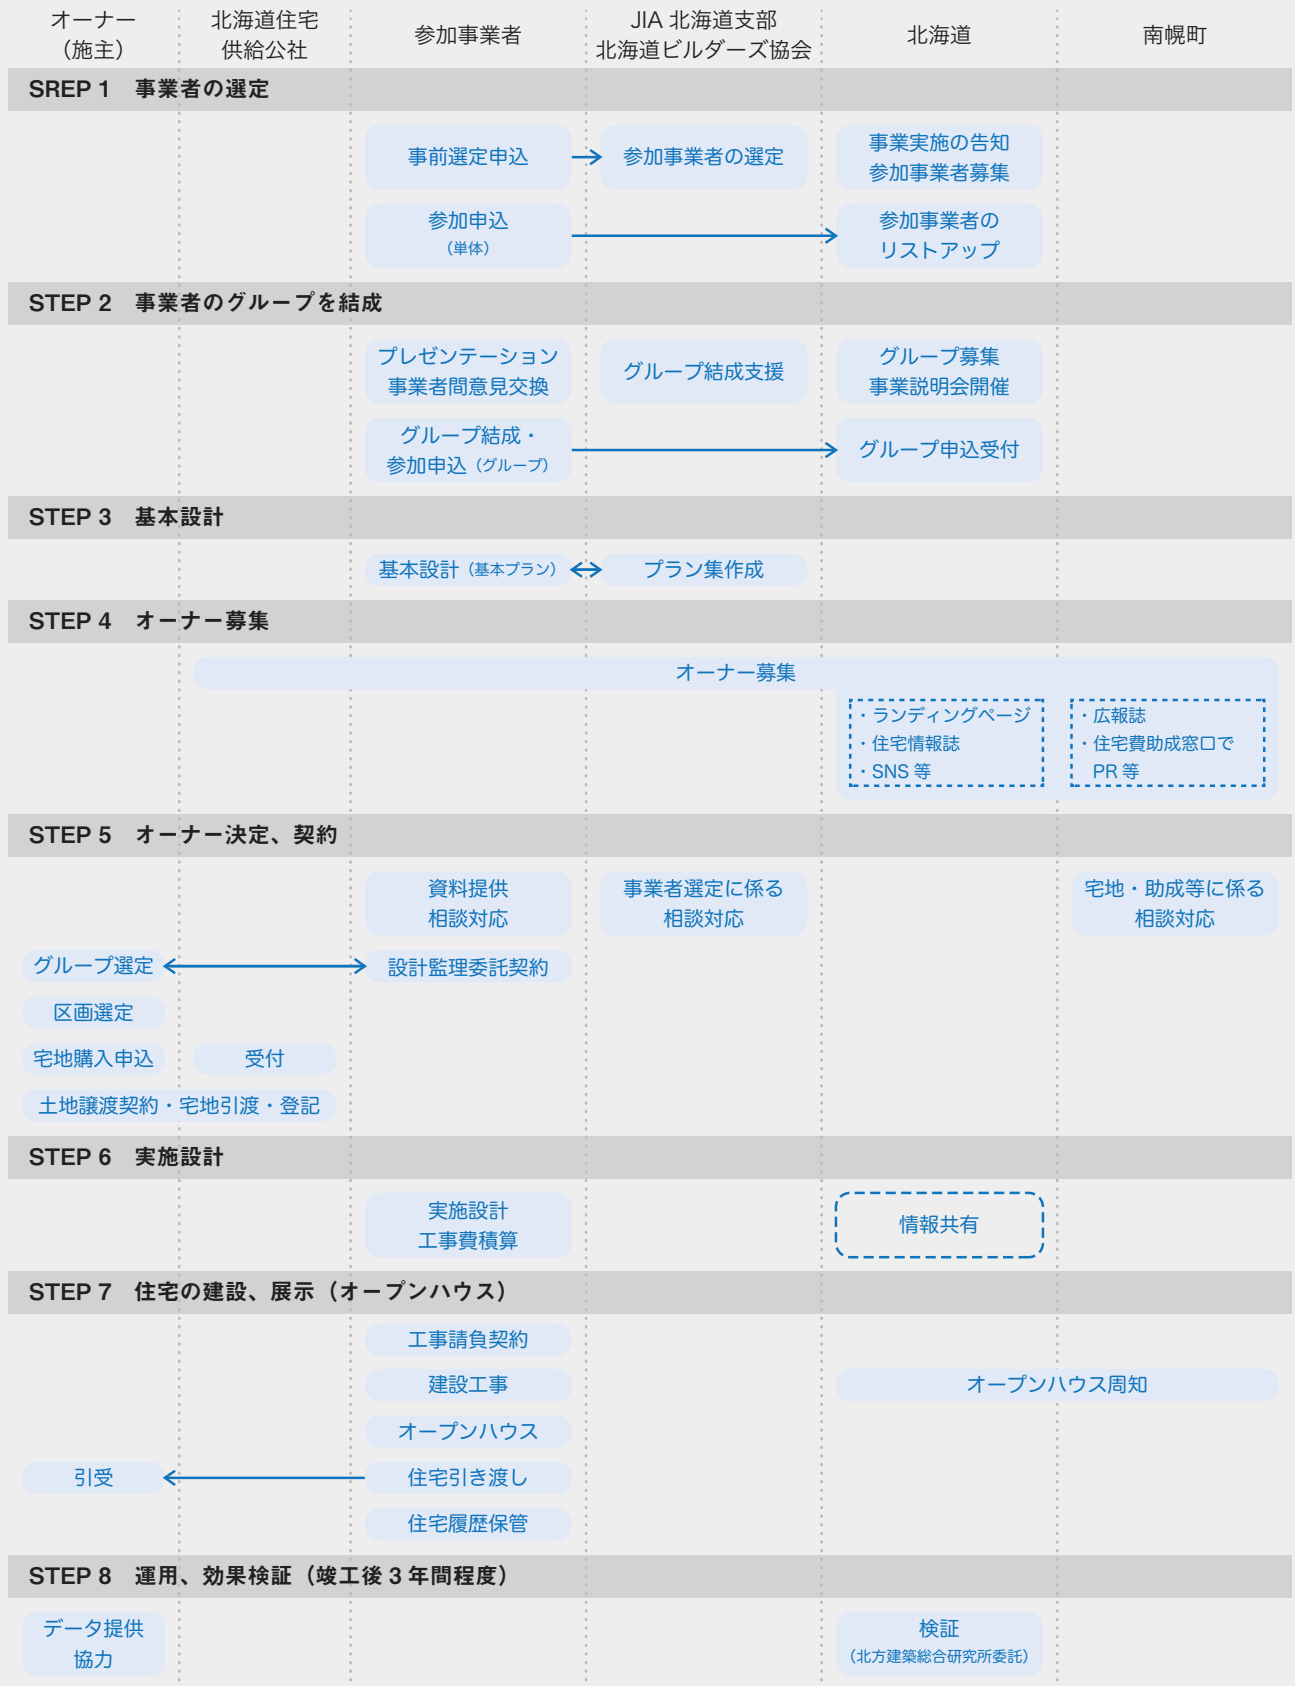 オーナー
（施主）
北海道住宅
供給公社
参加事業者
JIA 北海道支部
北海道ビルダーズ協会
北海道
南幌町
SREP 1　事業者の選定
事前選定申込
参加事業者の選定
事業実施の告知
参加事業者募集
参加申込
（単体）
参加事業者の
リストアップ
STEP 2　事業者のグループを結成
プレゼンテーション
事業者間意見交換
グループ結成支援
グループ募集
事業説明会開催
グループ結成・
参加申込（グループ）
グループ申込受付
STEP 3　基本設計
基本設計（基本プラン）
プラン集作成
STEP 4　オーナー募集
オーナー募集
・ランディングページ
・住宅情報誌
・SNS 等
・広報誌
・住宅費助成窓口で
PR 等
STEP 5　オーナー決定、契約
資料提供
相談対応
事業者選定に係る
相談対応
宅地・助成等に係る
相談対応
グループ選定
設計監理委託契約
区画選定
宅地購入申込
受付
土地譲渡契約・宅地引渡・登記
STEP 6　実施設計
実施設計
工事費積算
情報共有
STEP 7　住宅の建設、展示（オープンハウス）
工事請負契約
建設工事
オープンハウス周知
オープンハウス
引受
住宅引き渡し
住宅履歴保管
STEP 8　運用、効果検証（竣工後 3 年間程度）
データ提供
協力
検証
（北方建築総合研究所委託）